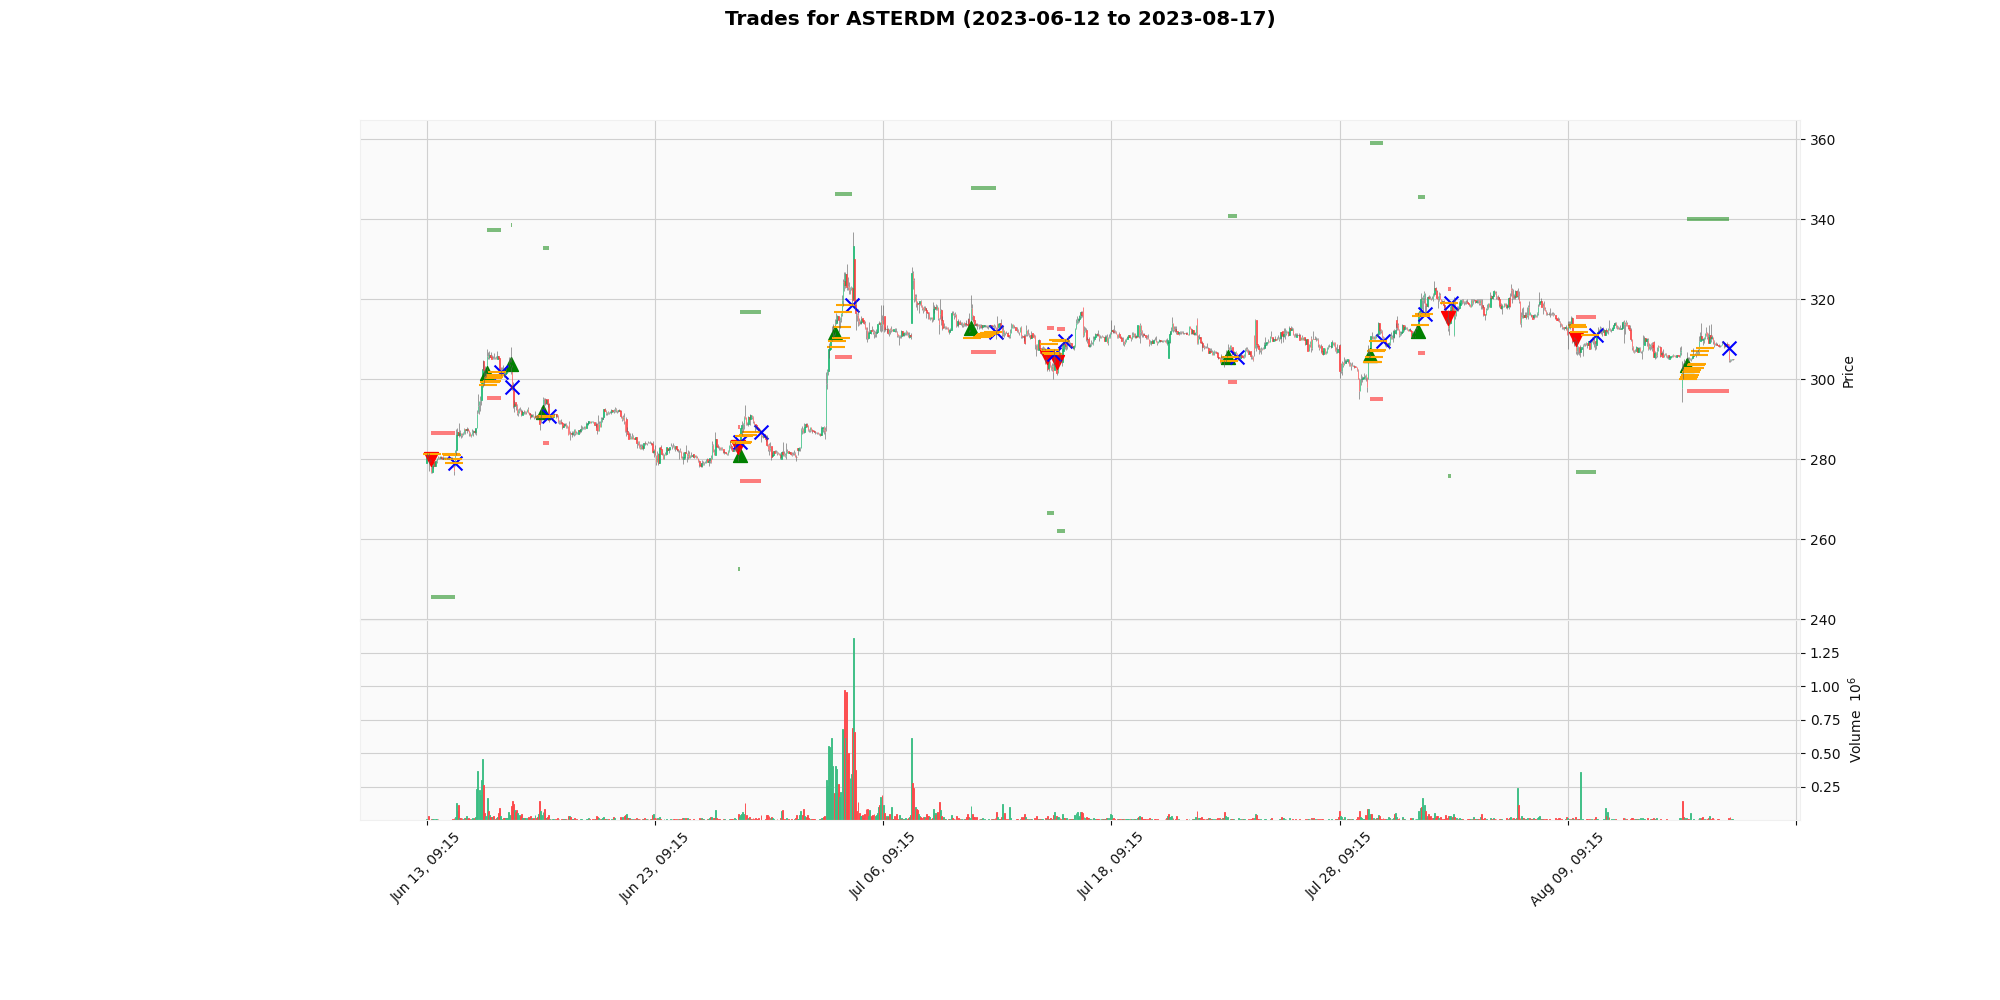 Trades for ASTERDM (2023-06-12 to 2023-08-17)
360
340
320
300
280
260
240
Price
1.25
1.00
0.75
0.50
0.25
Volume 10^6
Jun 13, 09:15
Jun 23, 09:15
Jul 06, 09:15
Jul 18, 09:15
Jul 28, 09:15
Aug 09, 09:15